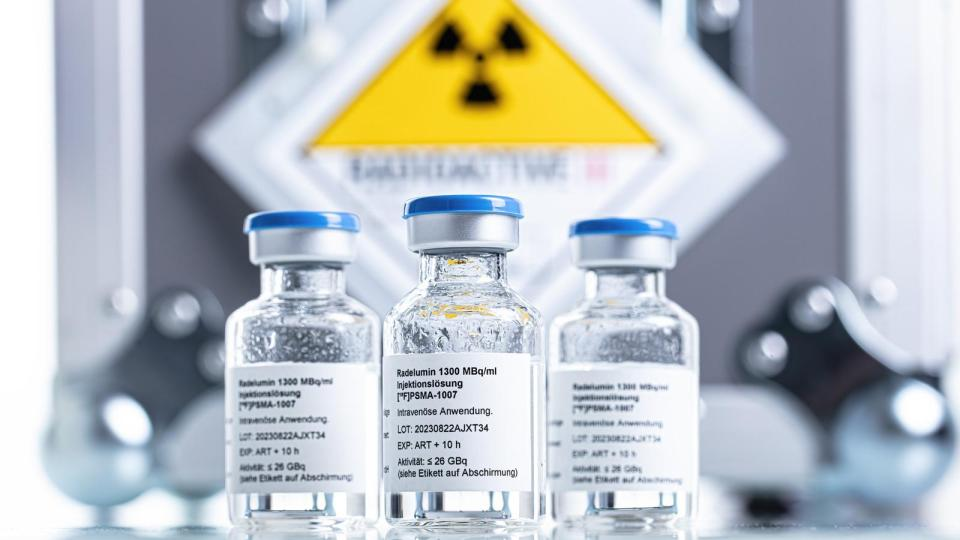 RADIOACTIVE II
Radelumin 1300 MBq/ml
Injektionslösung
[¹⁸F]PSMA-1007
Intravenöse Anwendung.
LOT: 20230822AJXT34
EXP: ART + 10 h
Aktivität: ≤ 26 GBq
(siehe Etikett auf Abschirmung)
Radelumin 1300 MBq/ml
Injektionslösung
[¹⁸F]PSMA-1007
Intravenöse Anwendung.
LOT: 20230822AJXT34
EXP: ART + 10 h
Aktivität: ≤ 26 GBq
(siehe Etikett auf Abschirmung)
Radelumin 1300 MBq/ml
Injektionslösung
[¹⁸F]PSMA-1007
Intravenöse Anwendung.
LOT: 20230822AJXT34
EXP: ART + 10 h
Aktivität: ≤ 26 GBq
(siehe Etikett auf Abschirmung)